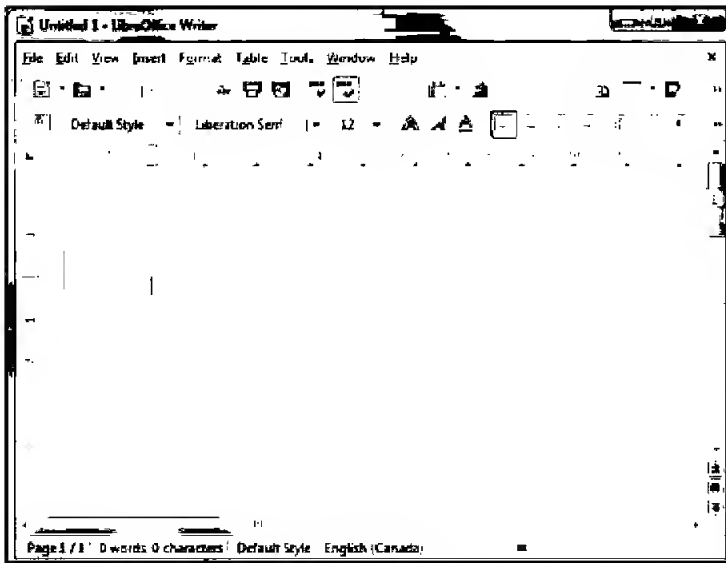 Untitled 1 - LibreOffice Writer
File Edit View Insert Format Table Tools Window Help
Default Style Liberation Serif 12
Page 1 / 1 0 words, 0 characters Default Style English (Canada)